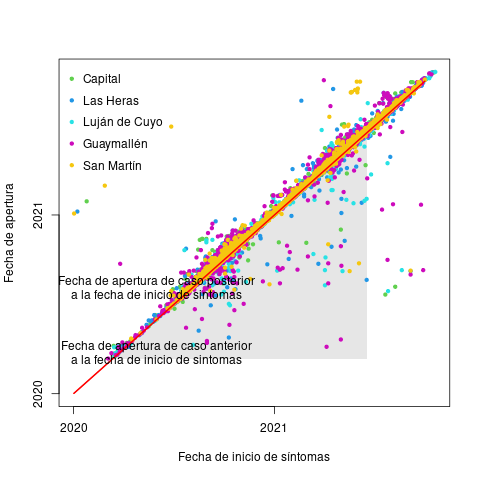 Capital
Las Heras
Luján de Cuyo
Guaymallén
San Martín
Fecha de apertura de caso posterior
a la fecha de inicio de síntomas
Fecha de apertura de caso anterior
a la fecha de inicio de sintomas
2021
2020
Fecha de apertura
2020
2021
Fecha de inicio de síntomas